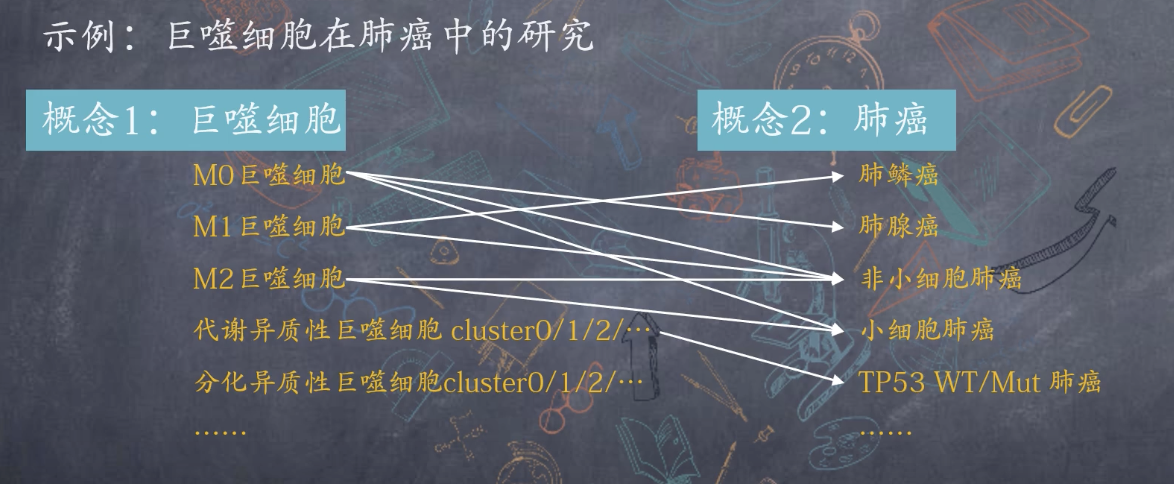 示例：巨噬细胞在肺癌中的研究
概念1：巨噬细胞
概念2：肺癌
M0巨噬细胞
肺鳞癌
M1巨噬细胞
肺腺癌
M2巨噬细胞
非小细胞肺癌
代谢异质性巨噬细胞 cluster0/1/2/…
小细胞肺癌
分化异质性巨噬细胞cluster0/1/2/…
TP53 WT/Mut 肺癌
……
……